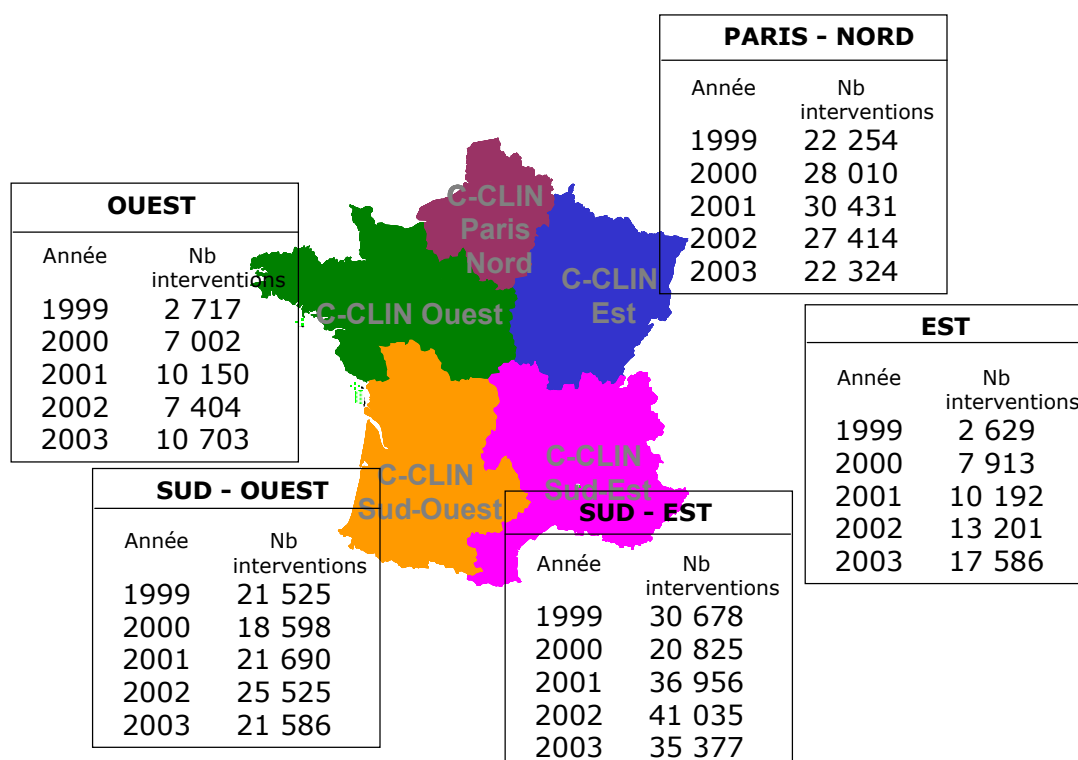 PARIS - NORD
Année Nb interventions
1999 22 254
2000 28 010
2001 30 431
2002 27 414
2003 22 324
OUEST
Année Nb interventions
1999 2 717
2000 7 002
2001 10 150
2002 7 404
2003 10 703
C-CLIN
Paris
Nord
C-CLIN
Est
C-CLIN Ouest
EST
Année Nb interventions
1999 2 629
2000 7 913
2001 10 192
2002 13 201
2003 17 586
C-CLIN
Sud-Ouest
C-CLIN
Sud-Est
SUD - OUEST
Année Nb interventions
1999 21 525
2000 18 598
2001 21 690
2002 25 525
2003 21 586
SUD - EST
Année Nb interventions
1999 30 678
2000 20 825
2001 36 956
2002 41 035
2003 35 377